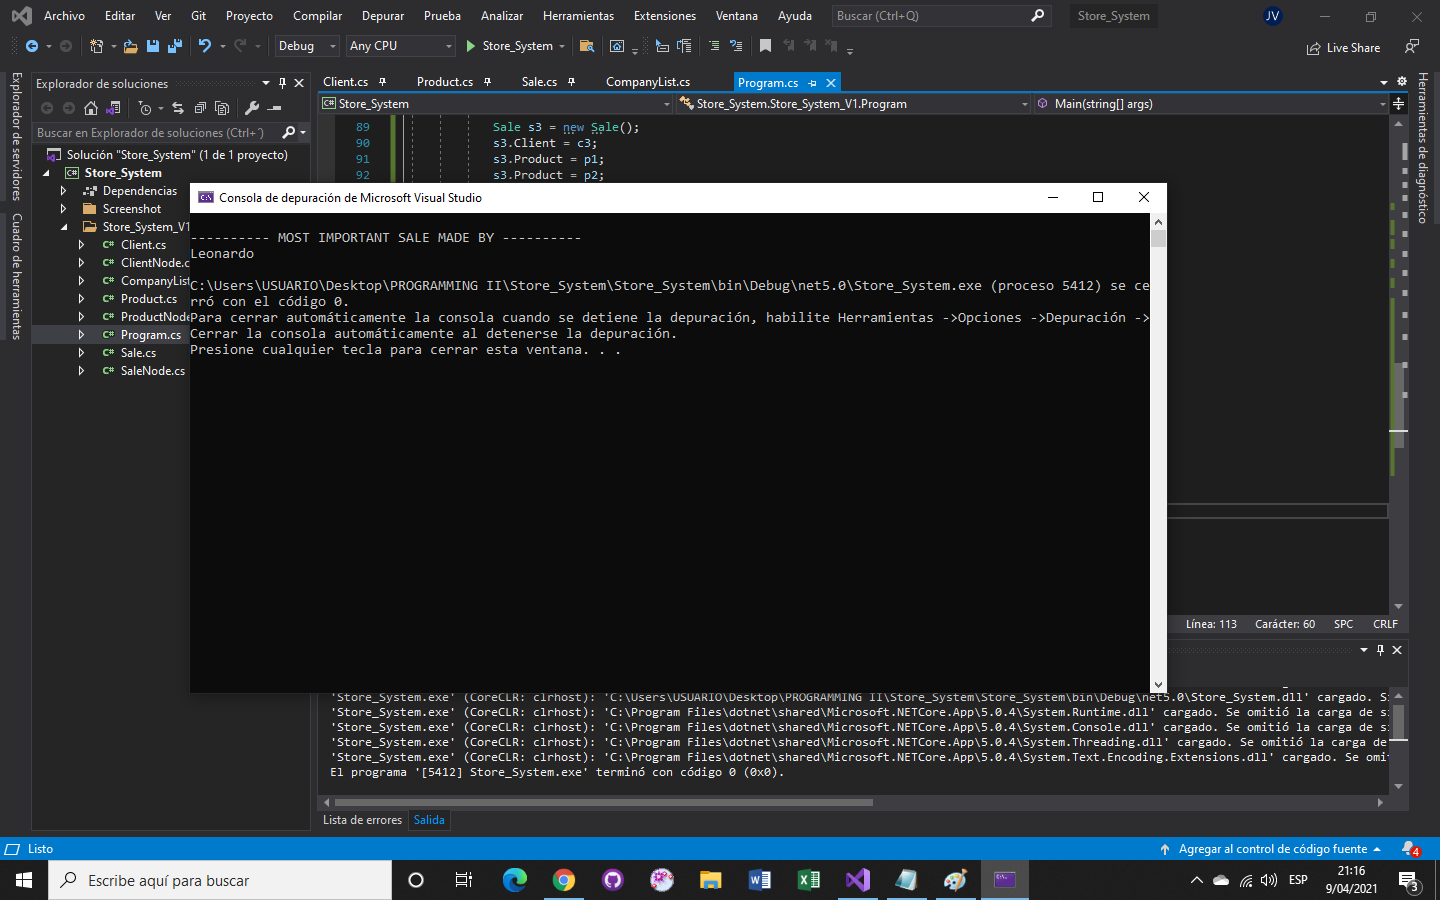 Archivo Editar Ver Git Proyecto Compilar Depurar Prueba Analizar Herramientas Extensiones Ventana Ayuda Buscar (Ctrl+Q) Store_System JV
Debug Any CPU Store_System Live Share
Explorador de servidores
Cuadro de herramientas
Explorador de soluciones
Buscar en Explorador de soluciones (Ctrl+´)
Solución "Store_System" (1 de 1 proyecto)
Store_System
Dependencias
Screenshot
Store_System_V1
Client.cs
ClientNode.c
CompanyList
Product.cs
ProductNode
Program.cs
Sale.cs
SaleNode.cs
Client.cs Product.cs Sale.cs CompanyList.cs Program.cs
Store_System Store_System.Store_System_V1.Program Main(string[] args)
89 Sale s3 = new Sale();
90 s3.Client = c3;
91 s3.Product = p1;
92 s3.Product = p2;
Herramientas de diagnóstico
Consola de depuración de Microsoft Visual Studio
---------- MOST IMPORTANT SALE MADE BY ----------
Leonardo
C:\Users\USUARIO\Desktop\PROGRAMMING II\Store_System\Store_System\bin\Debug\net5.0\Store_System.exe (proceso 5412) se ce
rró con el código 0.
Para cerrar automáticamente la consola cuando se detiene la depuración, habilite Herramientas ->Opciones ->Depuración ->
Cerrar la consola automáticamente al detenerse la depuración.
Presione cualquier tecla para cerrar esta ventana. . .
Línea: 113 Carácter: 60 SPC CRLF
'Store_System.exe' (CoreCLR: clrhost): 'C:\Users\USUARIO\Desktop\PROGRAMMING II\Store_System\Store_System\bin\Debug\net5.0\Store_System.dll' cargado. S
'Store_System.exe' (CoreCLR: clrhost): 'C:\Program Files\dotnet\shared\Microsoft.NETCore.App\5.0.4\System.Runtime.dll' cargado. Se omitió la carga de s
'Store_System.exe' (CoreCLR: clrhost): 'C:\Program Files\dotnet\shared\Microsoft.NETCore.App\5.0.4\System.Console.dll' cargado. Se omitió la carga de s
'Store_System.exe' (CoreCLR: clrhost): 'C:\Program Files\dotnet\shared\Microsoft.NETCore.App\5.0.4\System.Threading.dll' cargado. Se omitió la carga de
'Store_System.exe' (CoreCLR: clrhost): 'C:\Program Files\dotnet\shared\Microsoft.NETCore.App\5.0.4\System.Text.Encoding.Extensions.dll' cargado. Se omi
El programa '[5412] Store_System.exe' terminó con código 0 (0x0).
Lista de errores Salida
Listo Agregar al control de código fuente 4
Escribe aquí para buscar ESP 21:16
9/04/2021 3